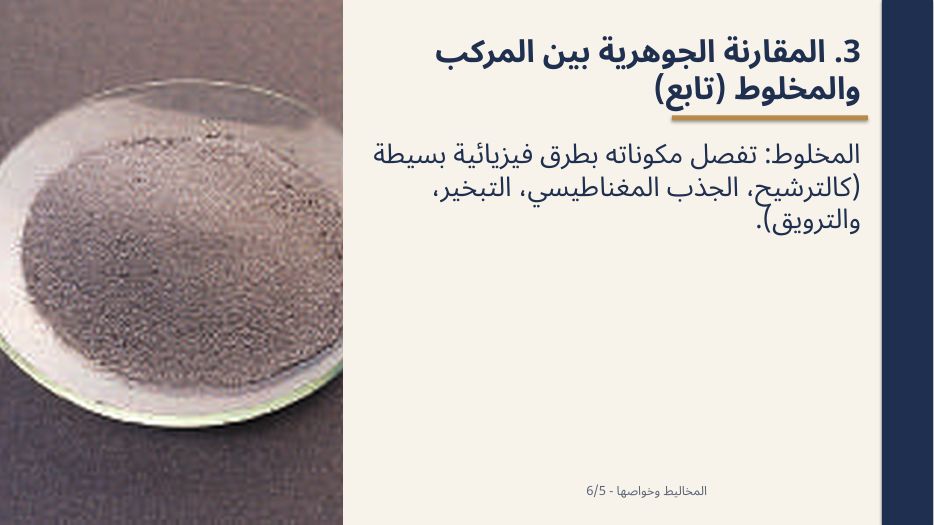 3. المقارنة الجوهرية بين المركب
والمخلوط (تابع)
المخلوط: تفصل مكوناته بطرق فيزيائية بسيطة
(كالترشيح، الجذب المغناطيسي، التبخير،
والترويق).
المخاليط وخواصها - 6/5